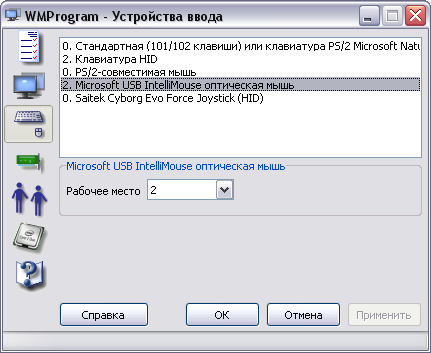 WMProgram - Устройства ввода
0. Стандартная (101/102 клавиши) или клавиатура PS/2 Microsoft Natu
2. Клавиатура HID
0. PS/2-совместимая мышь
2. Microsoft USB IntelliMouse оптическая мышь
0. Saitek Cyborg Evo Force Joystick (HID)
Microsoft USB IntelliMouse оптическая мышь
Рабочее место 2
Справка ОК Отмена Применить